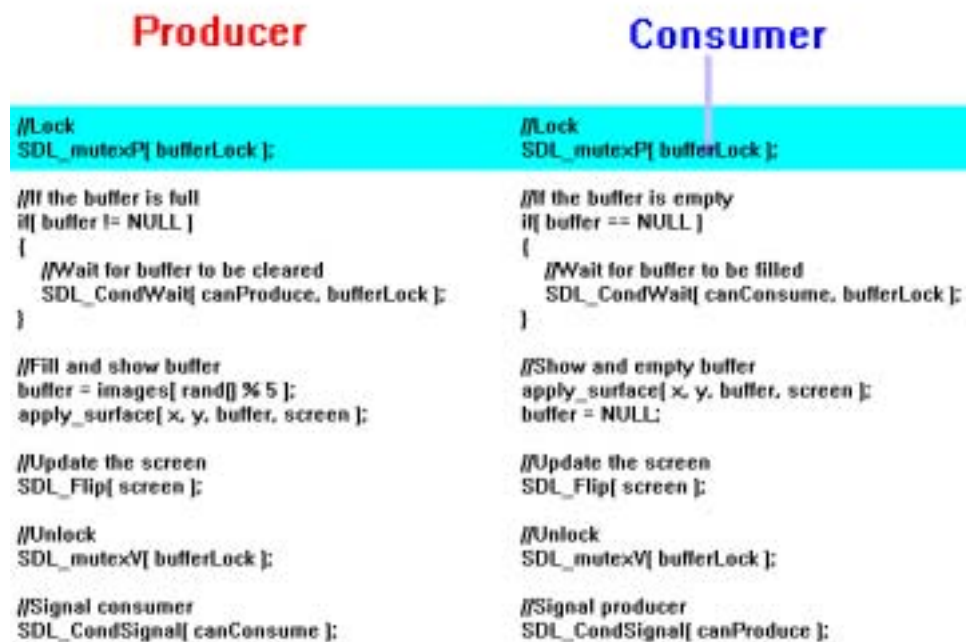 Producer
//Lock
SDL_mutexP( bufferLock );
//If the buffer is full
if( buffer != NULL )
{
//Wait for buffer to be cleared
SDL_CondWait( canProduce, bufferLock );
}
//Fill and show buffer
buffer = images[ rand() % 5 ];
apply_surface( x, y, buffer, screen );
//Update the screen
SDL_Flip( screen );
//Unlock
SDL_mutexV( bufferLock );
//Signal consumer
SDL_CondSignal( canConsume );
Consumer
//Lock
SDL_mutexP( bufferLock );
//If the buffer is empty
if( buffer == NULL )
{
//Wait for buffer to be filled
SDL_CondWait( canConsume, bufferLock );
}
//Show and empty buffer
apply_surface( x, y, buffer, screen );
buffer = NULL;
//Update the screen
SDL_Flip( screen );
//Unlock
SDL_mutexV( bufferLock );
//Signal producer
SDL_CondSignal( canProduce );